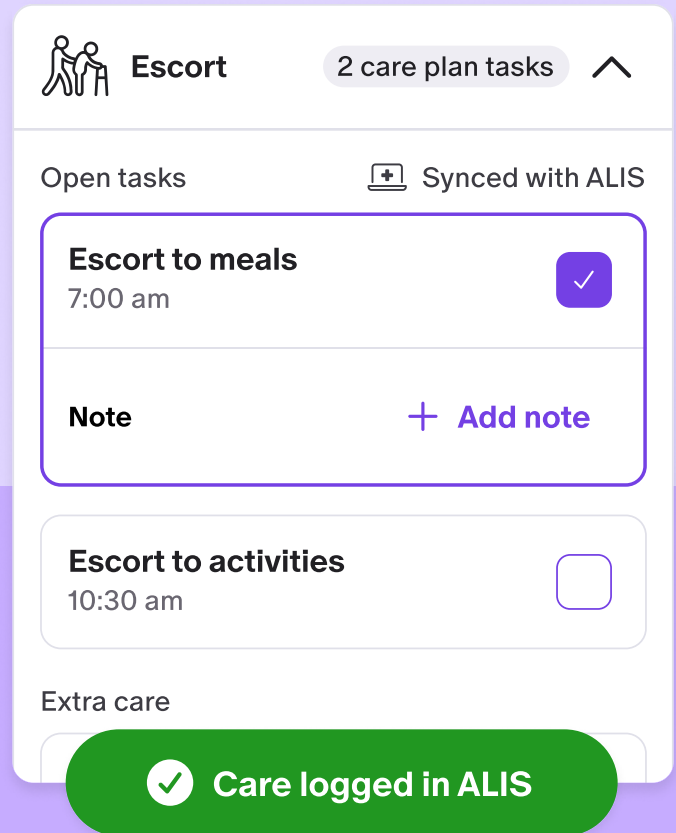 Escort
2 care plan tasks
Open tasks
Synced with ALIS
Escort to meals
7:00 am
Note
+ Add note
Escort to activities
10:30 am
Extra care
Care logged in ALIS